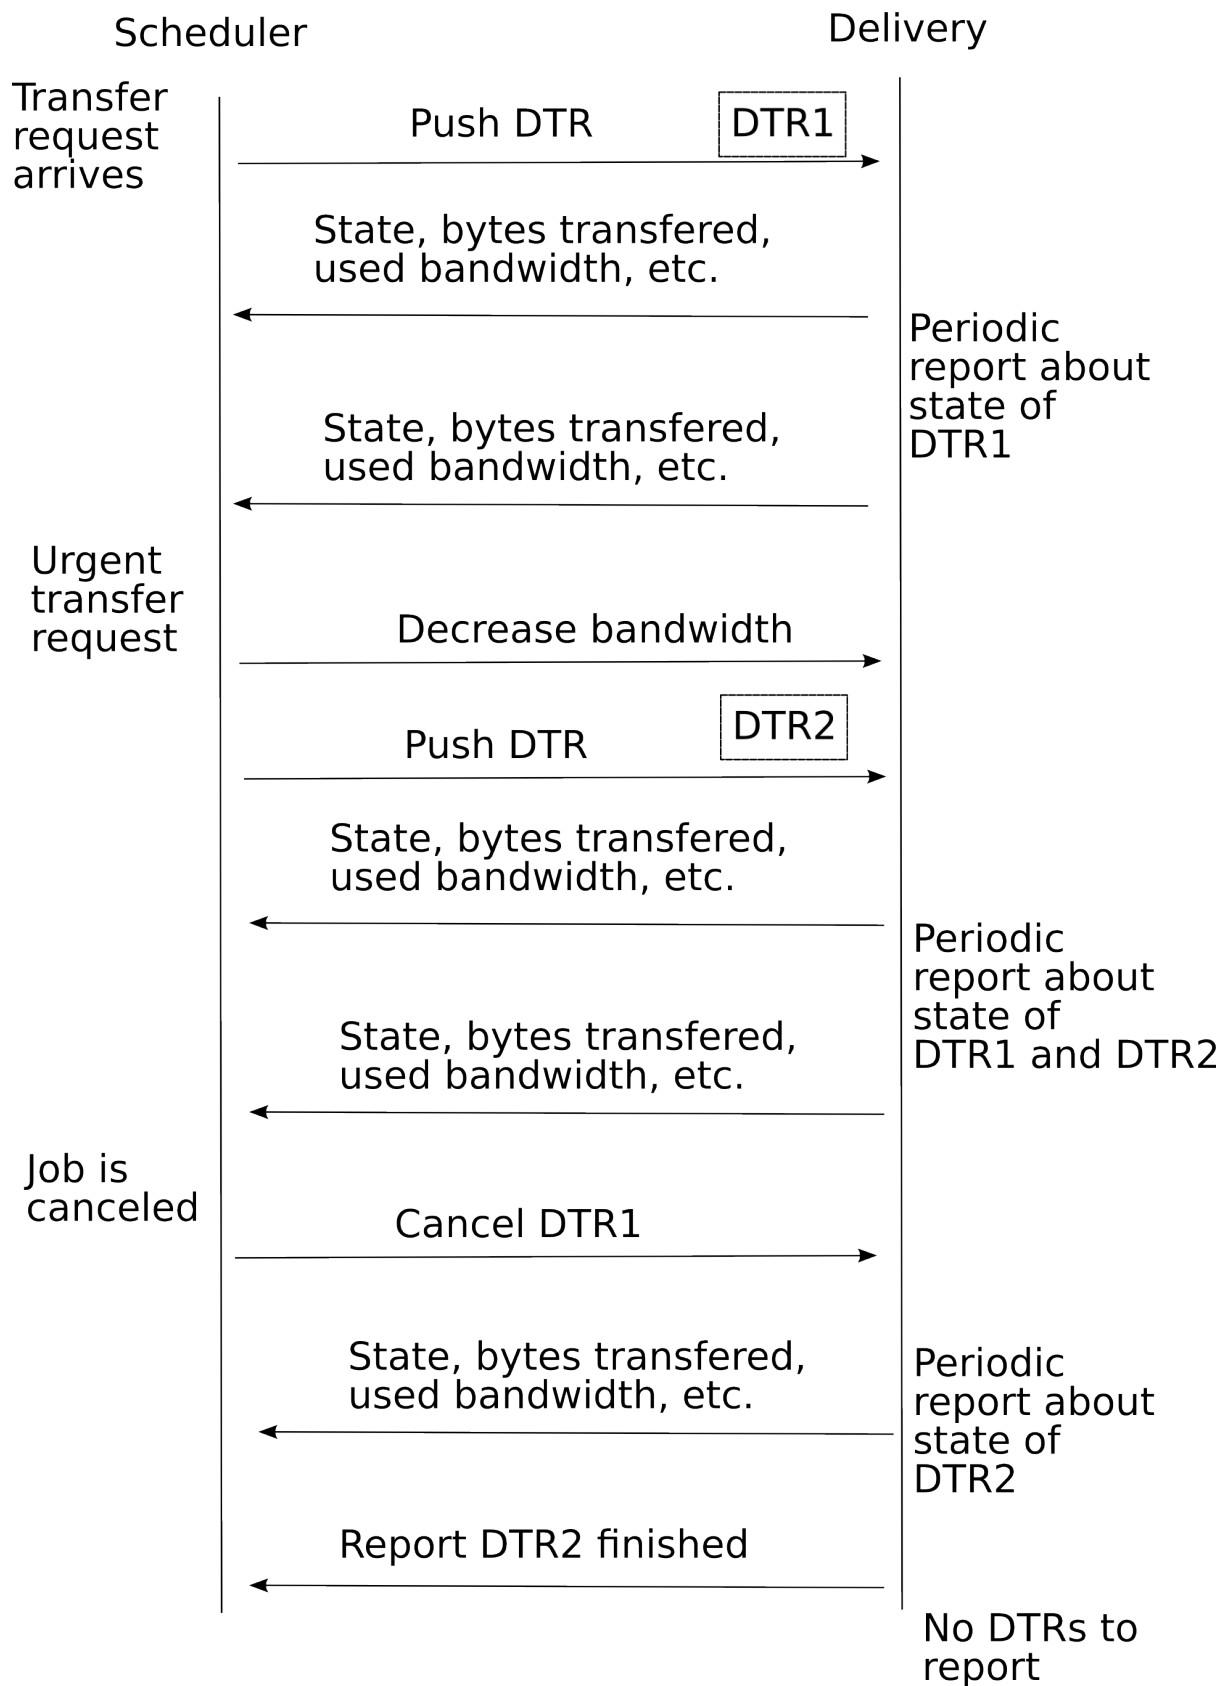 Scheduler
Delivery
Transfer
request
arrives
Push DTR
DTR1
State, bytes transfered,
used bandwidth, etc.
Periodic
report about
state of
DTR1
State, bytes transfered,
used bandwidth, etc.
Urgent
transfer
request
Decrease bandwidth
Push DTR
DTR2
State, bytes transfered,
used bandwidth, etc.
Periodic
report about
state of
DTR1 and DTR2
State, bytes transfered,
used bandwidth, etc.
Job is
canceled
Cancel DTR1
State, bytes transfered,
used bandwidth, etc.
Periodic
report about
state of
DTR2
Report DTR2 finished
No DTRs to
report